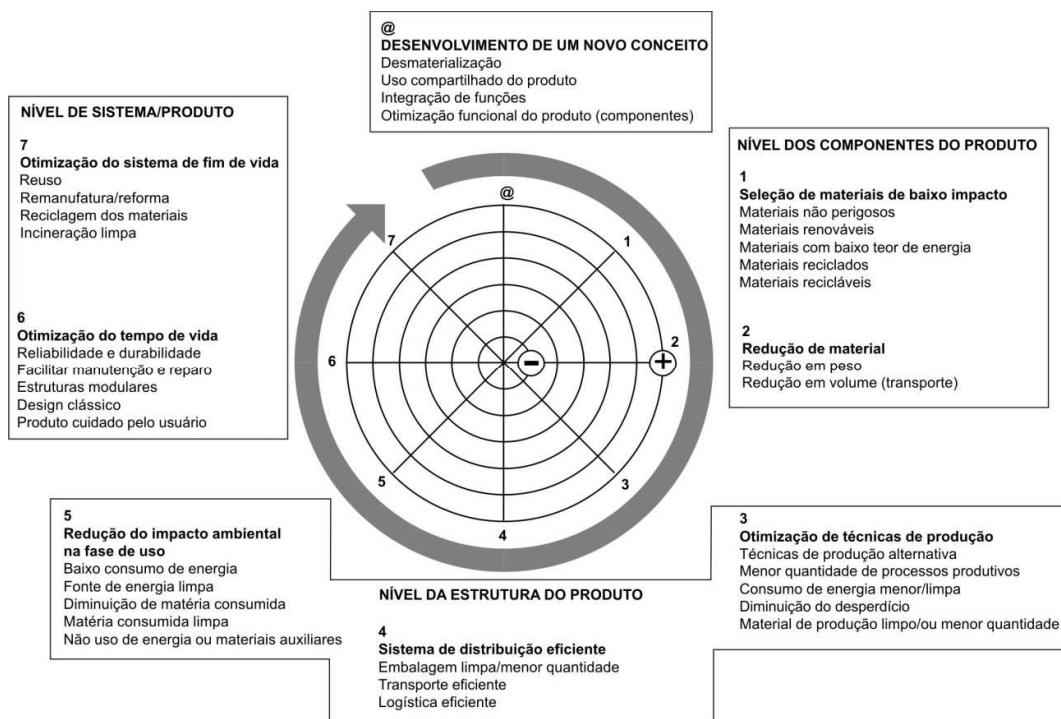 @
DESENVOLVIMENTO DE UM NOVO CONCEITO
Desmaterialização
Uso compartilhado do produto
Integração de funções
Otimização funcional do produto (componentes)
NÍVEL DE SISTEMA/PRODUTO
7
Otimização do sistema de fim de vida
Reuso
Remanufatura/reforma
Reciclagem dos materiais
Incineração limpa
6
Otimização do tempo de vida
Reliabilidade e durabilidade
Facilitar manutenção e reparo
Estruturas modulares
Design clássico
Produto cuidado pelo usuário
@
1
2
3
4
5
6
7
−
+
NÍVEL DOS COMPONENTES DO PRODUTO
1
Seleção de materiais de baixo impacto
Materiais não perigosos
Materiais renováveis
Materiais com baixo teor de energia
Materiais reciclados
Materiais recicláveis
2
Redução de material
Redução em peso
Redução em volume (transporte)
5
Redução do impacto ambiental
na fase de uso
Baixo consumo de energia
Fonte de energia limpa
Diminuição de matéria consumida
Matéria consumida limpa
Não uso de energia ou materiais auxiliares
NÍVEL DA ESTRUTURA DO PRODUTO
4
Sistema de distribuição eficiente
Embalagem limpa/menor quantidade
Transporte eficiente
Logística eficiente
3
Otimização de técnicas de produção
Técnicas de produção alternativa
Menor quantidade de processos produtivos
Consumo de energia menor/limpa
Diminuição do desperdício
Material de produção limpo/ou menor quantidade